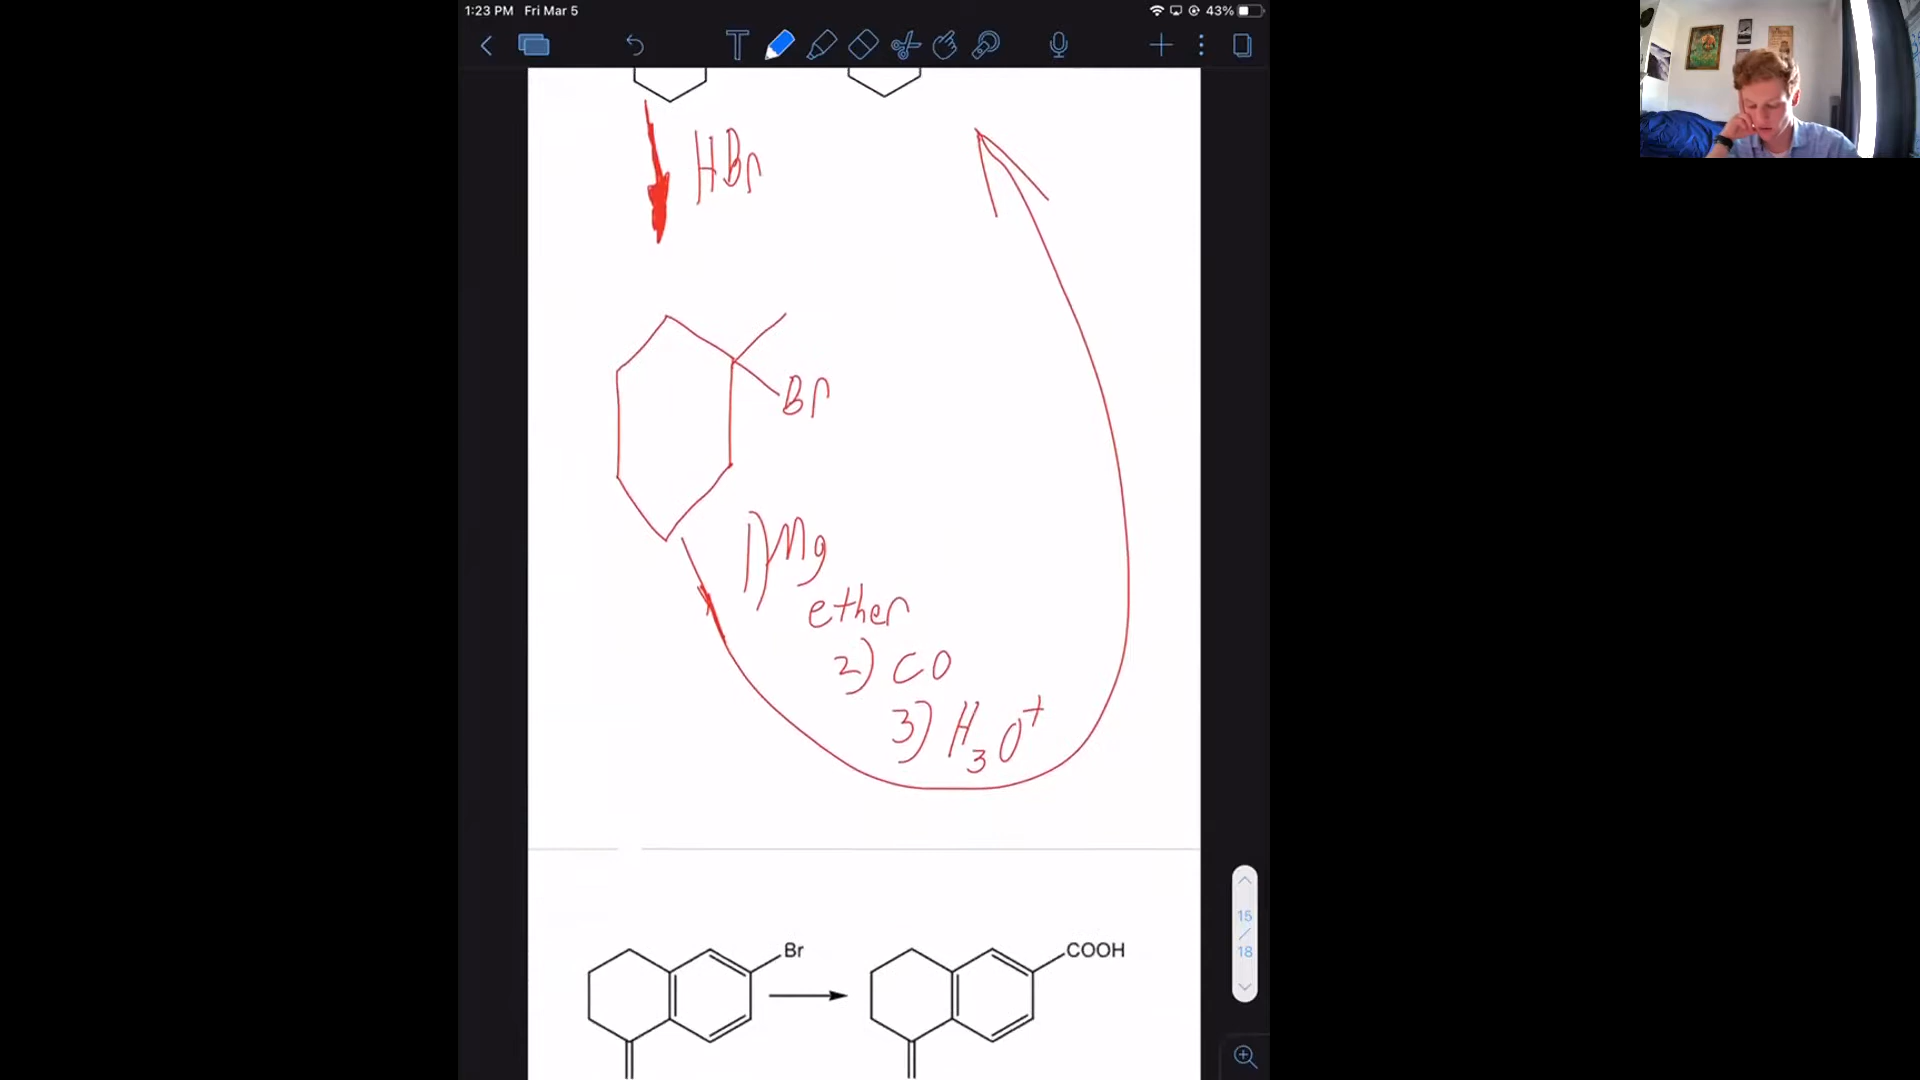 1:23 PM Fri Mar 5
43%
T
HBr
Br
1) Mg
ether
2) CO
3) H₃O⁺
15
/
18
Br
COOH